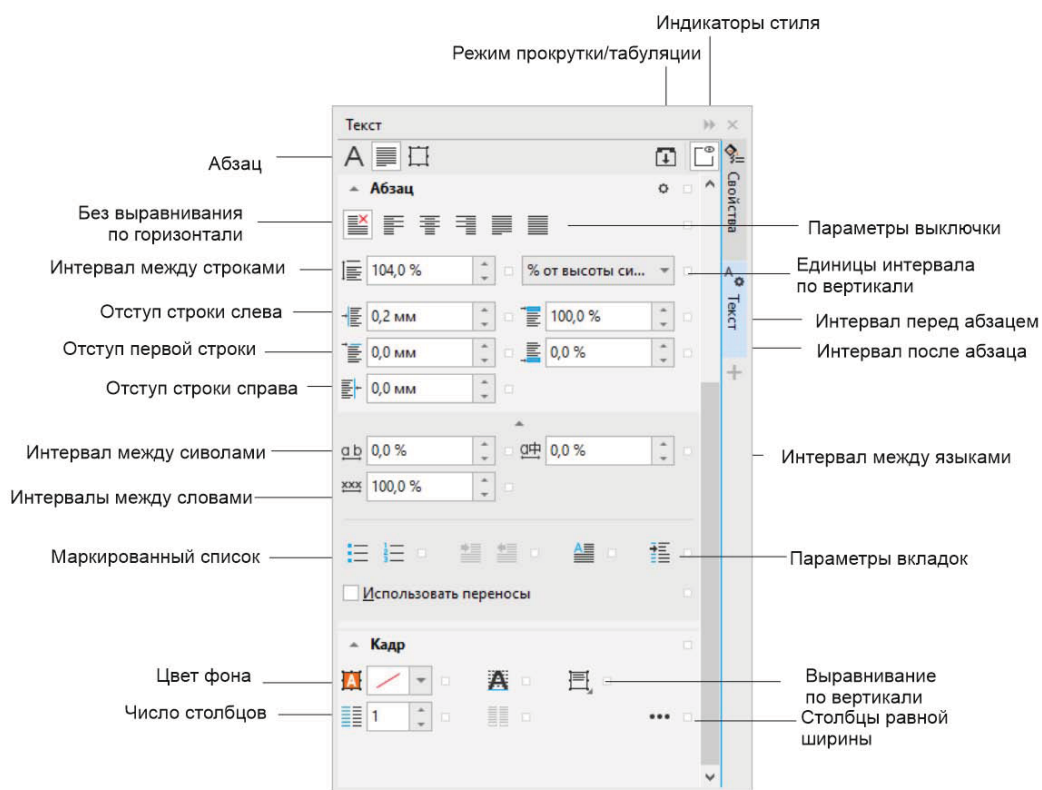 Индикаторы стиля
Режим прокрутки/табуляции
Текст
Абзац
Абзац
Свойства
Без выравнивания
по горизонтали
Параметры выключки
Интервал между строками
104,0 %
% от высоты си...
Единицы интервала
по вертикали
Текст
Отступ строки слева
0,2 мм
100,0 %
Интервал перед абзацем
Отступ первой строки
0,0 мм
0,0 %
Интервал после абзаца
Отступ строки справа
0,0 мм
Интервал между сиволами
0,0 %
0,0 %
Интервал между языками
Интервалы между словами
100,0 %
Маркированный список
Параметры вкладок
Использовать переносы
Кадр
Цвет фона
Выравнивание
по вертикали
Число столбцов
1
Столбцы равной
ширины